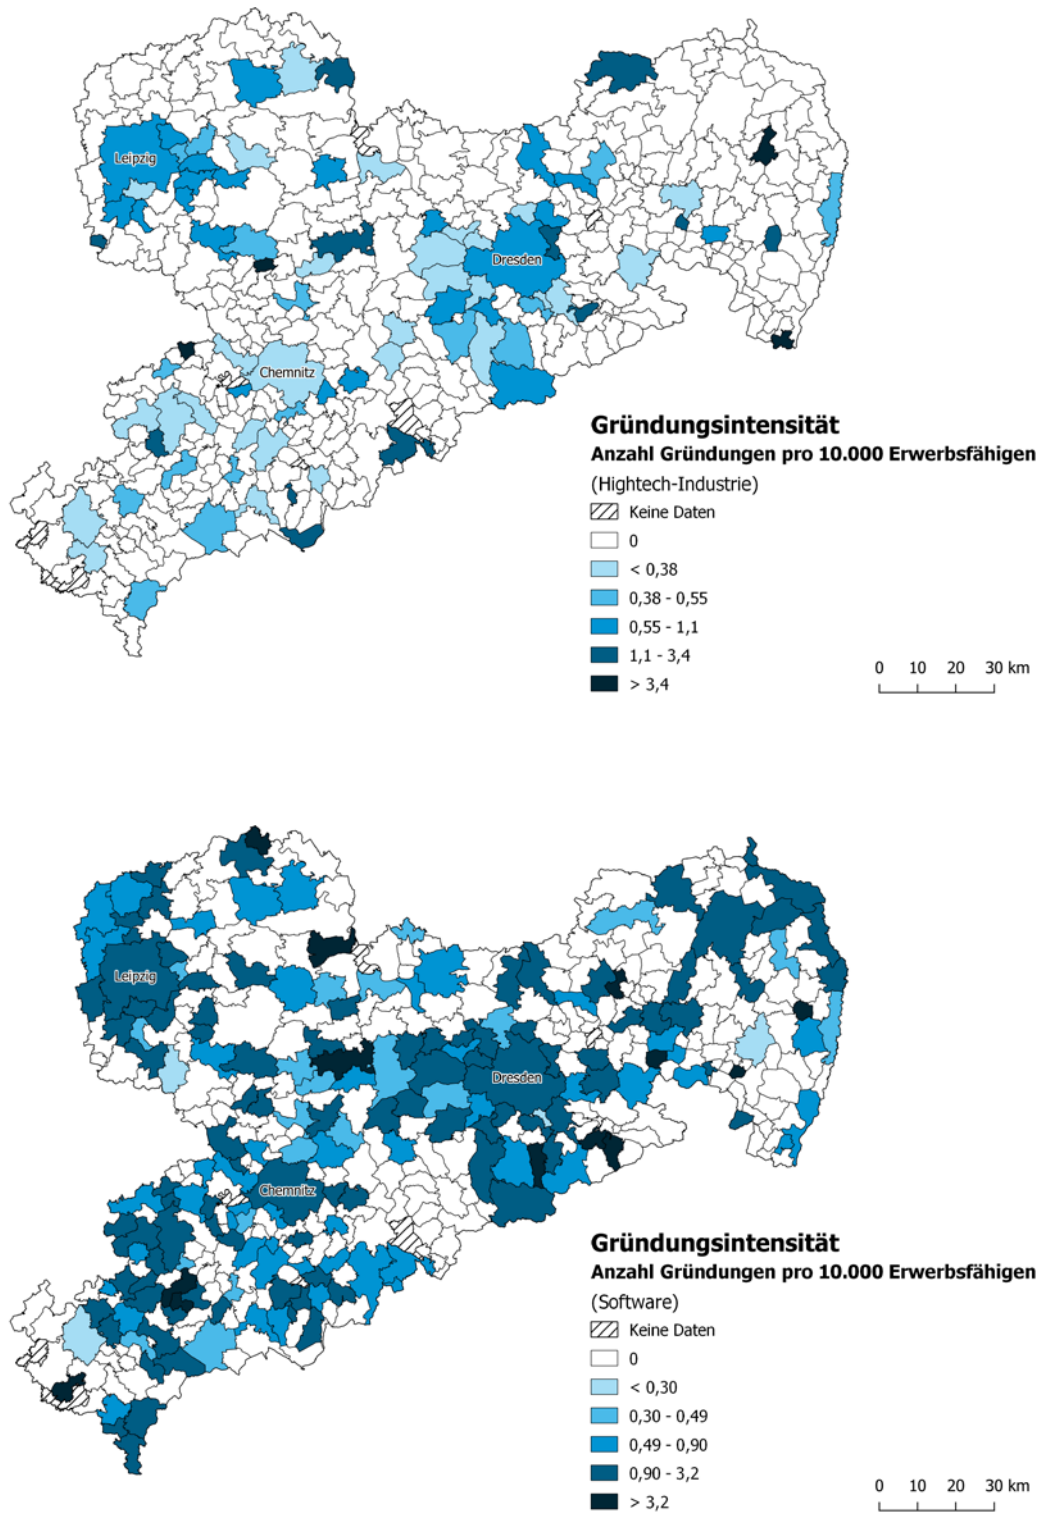 Leipzig
Dresden
Chemnitz
Gründungsintensität
Anzahl Gründungen pro 10.000 Erwerbsfähigen
(Hightech-Industrie)
Keine Daten
0
< 0,38
0,38 - 0,55
0,55 - 1,1
1,1 - 3,4
> 3,4
0 10 20 30 km
Leipzig
Dresden
Chemnitz
Gründungsintensität
Anzahl Gründungen pro 10.000 Erwerbsfähigen
(Software)
Keine Daten
0
< 0,30
0,30 - 0,49
0,49 - 0,90
0,90 - 3,2
> 3,2
0 10 20 30 km